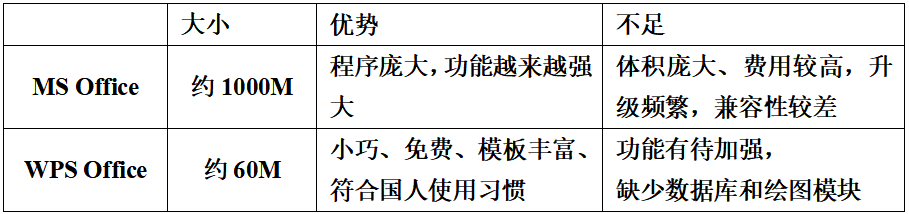 大小 优势 不足
MS Office 约 1000M 程序庞大，功能越来越强大 体积庞大、费用较高，升级频繁，兼容性较差
WPS Office 约 60M 小巧、免费、模板丰富、符合国人使用习惯 功能有待加强，缺少数据库和绘图模块